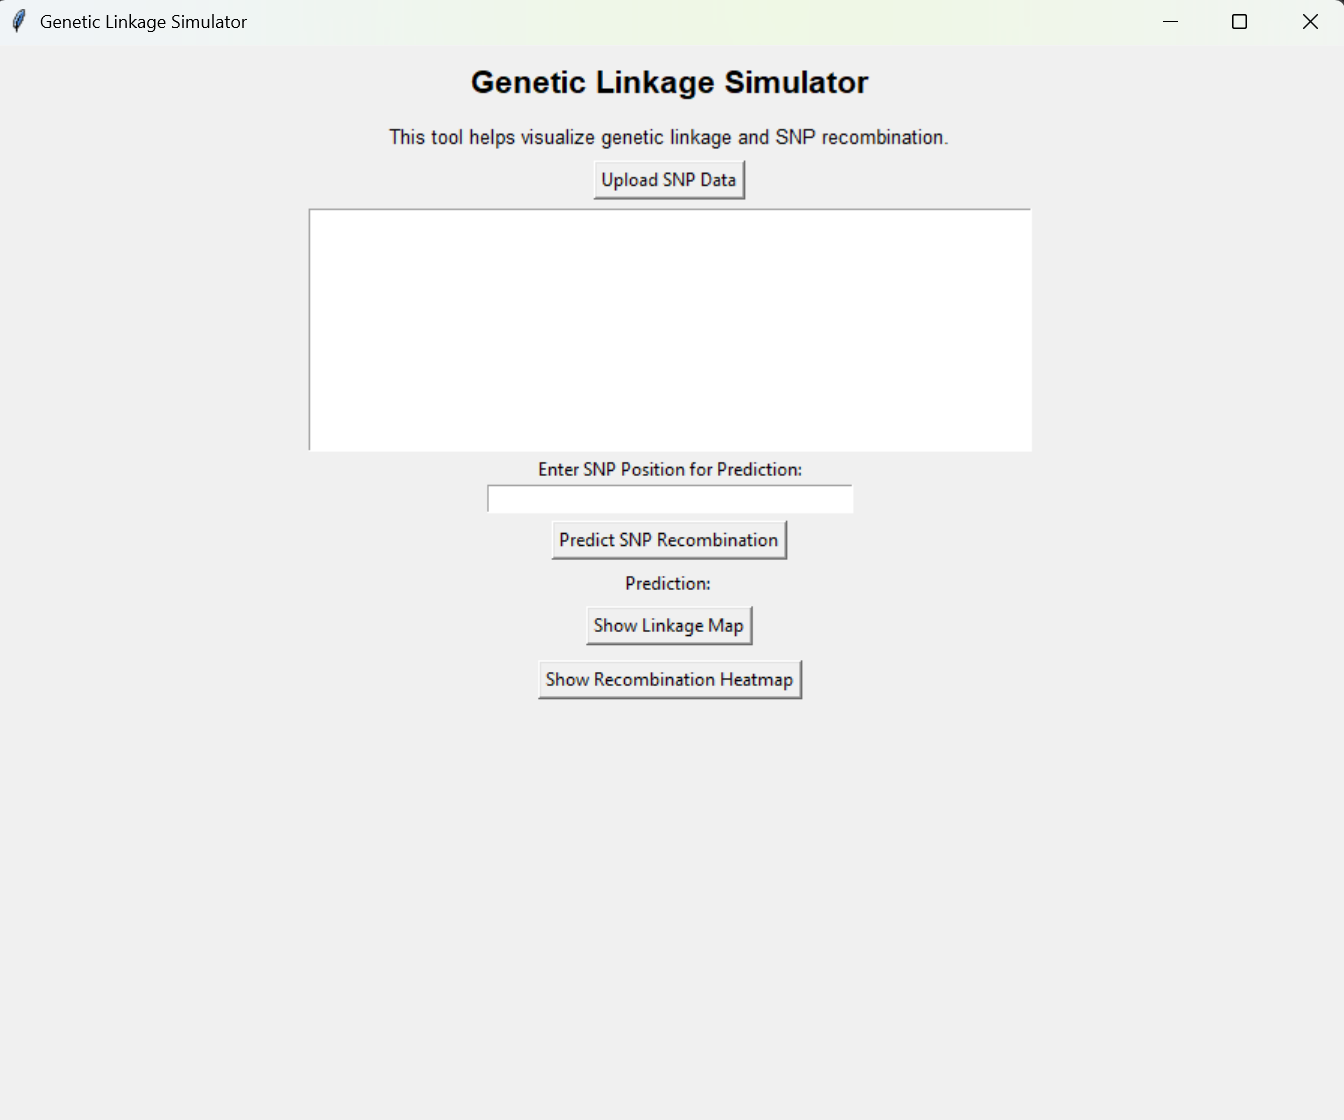 Genetic Linkage Simulator
Genetic Linkage Simulator
This tool helps visualize genetic linkage and SNP recombination.
Upload SNP Data
Enter SNP Position for Prediction:
Predict SNP Recombination
Prediction:
Show Linkage Map
Show Recombination Heatmap